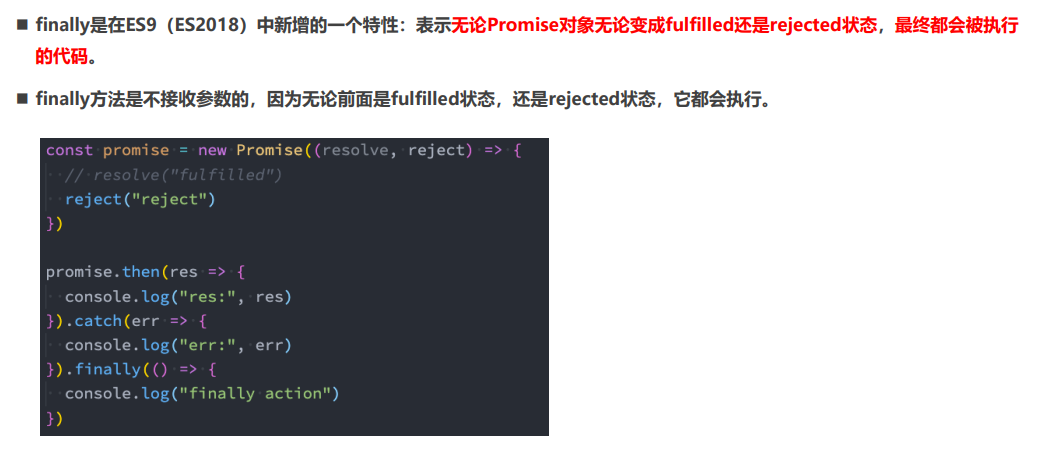 ■ finally是在ES9（ES2018）中新增的一个特性：表示无论Promise对象无论变成fulfilled还是rejected状态，最终都会被执行
的代码。
■ finally方法是不接收参数的，因为无论前面是fulfilled状态，还是rejected状态，它都会执行。
const promise = new Promise((resolve, reject) => {
  // resolve("fulfilled")
  reject("reject")
})
promise.then(res => {
  console.log("res:", res)
}).catch(err => {
  console.log("err:", err)
}).finally(() => {
  console.log("finally action")
})